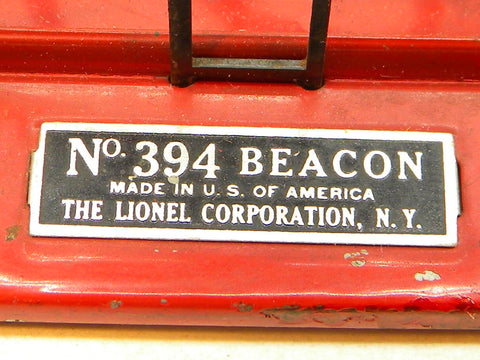 No. 394 BEACON
MADE IN U.S. OF AMERICA
THE LIONEL CORPORATION, N.Y.